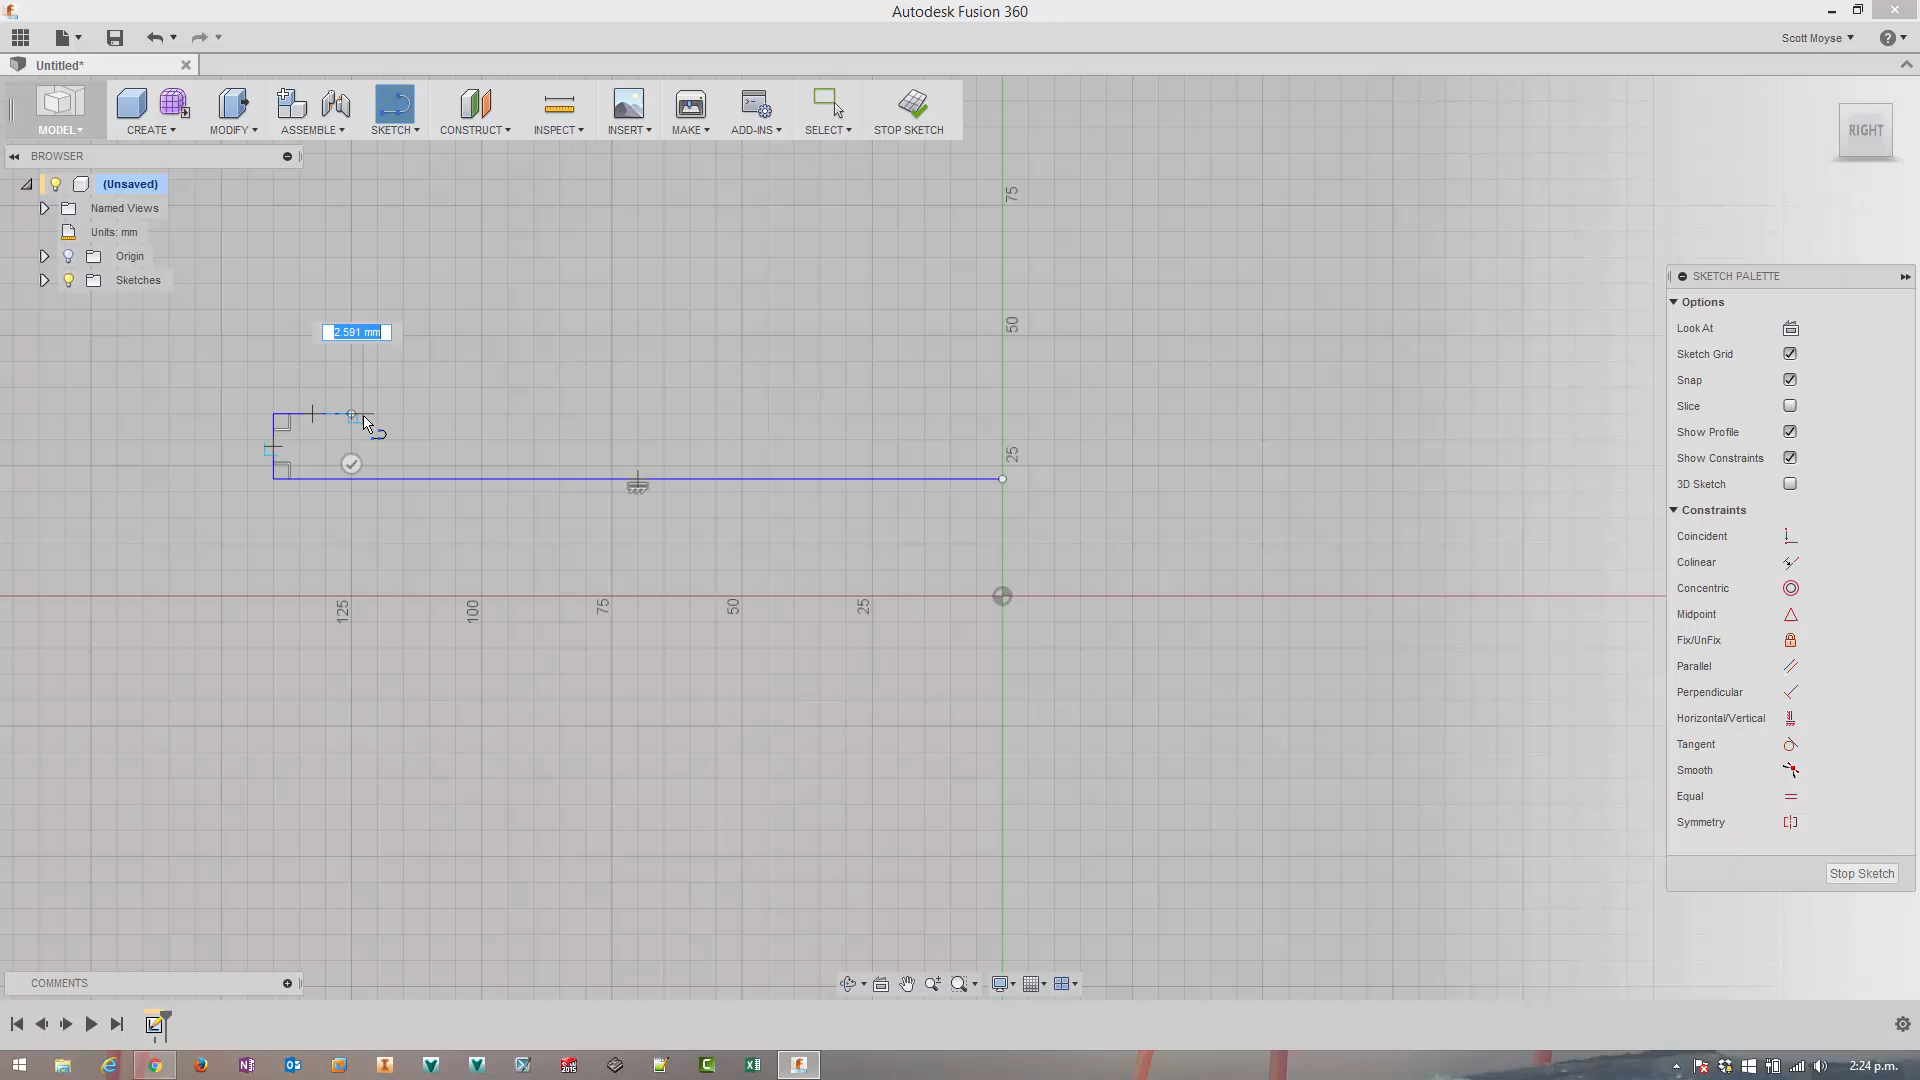 Autodesk Fusion 360
Scott Moyse
Untitled*
MODEL
CREATE
MODIFY
ASSEMBLE
SKETCH
CONSTRUCT
INSPECT
INSERT
MAKE
ADD-INS
SELECT
STOP SKETCH
RIGHT
BROWSER
(Unsaved)
Named Views
Units: mm
Origin
Sketches
2.591 mm
75
50
25
125
100
75
50
25
SKETCH PALETTE
Options
Look At
Sketch Grid
Snap
Slice
Show Profile
Show Constraints
3D Sketch
Constraints
Coincident
Colinear
Concentric
Midpoint
Fix/UnFix
Parallel
Perpendicular
Horizontal/Vertical
Tangent
Smooth
Equal
Symmetry
Stop Sketch
COMMENTS
2:24 p.m.